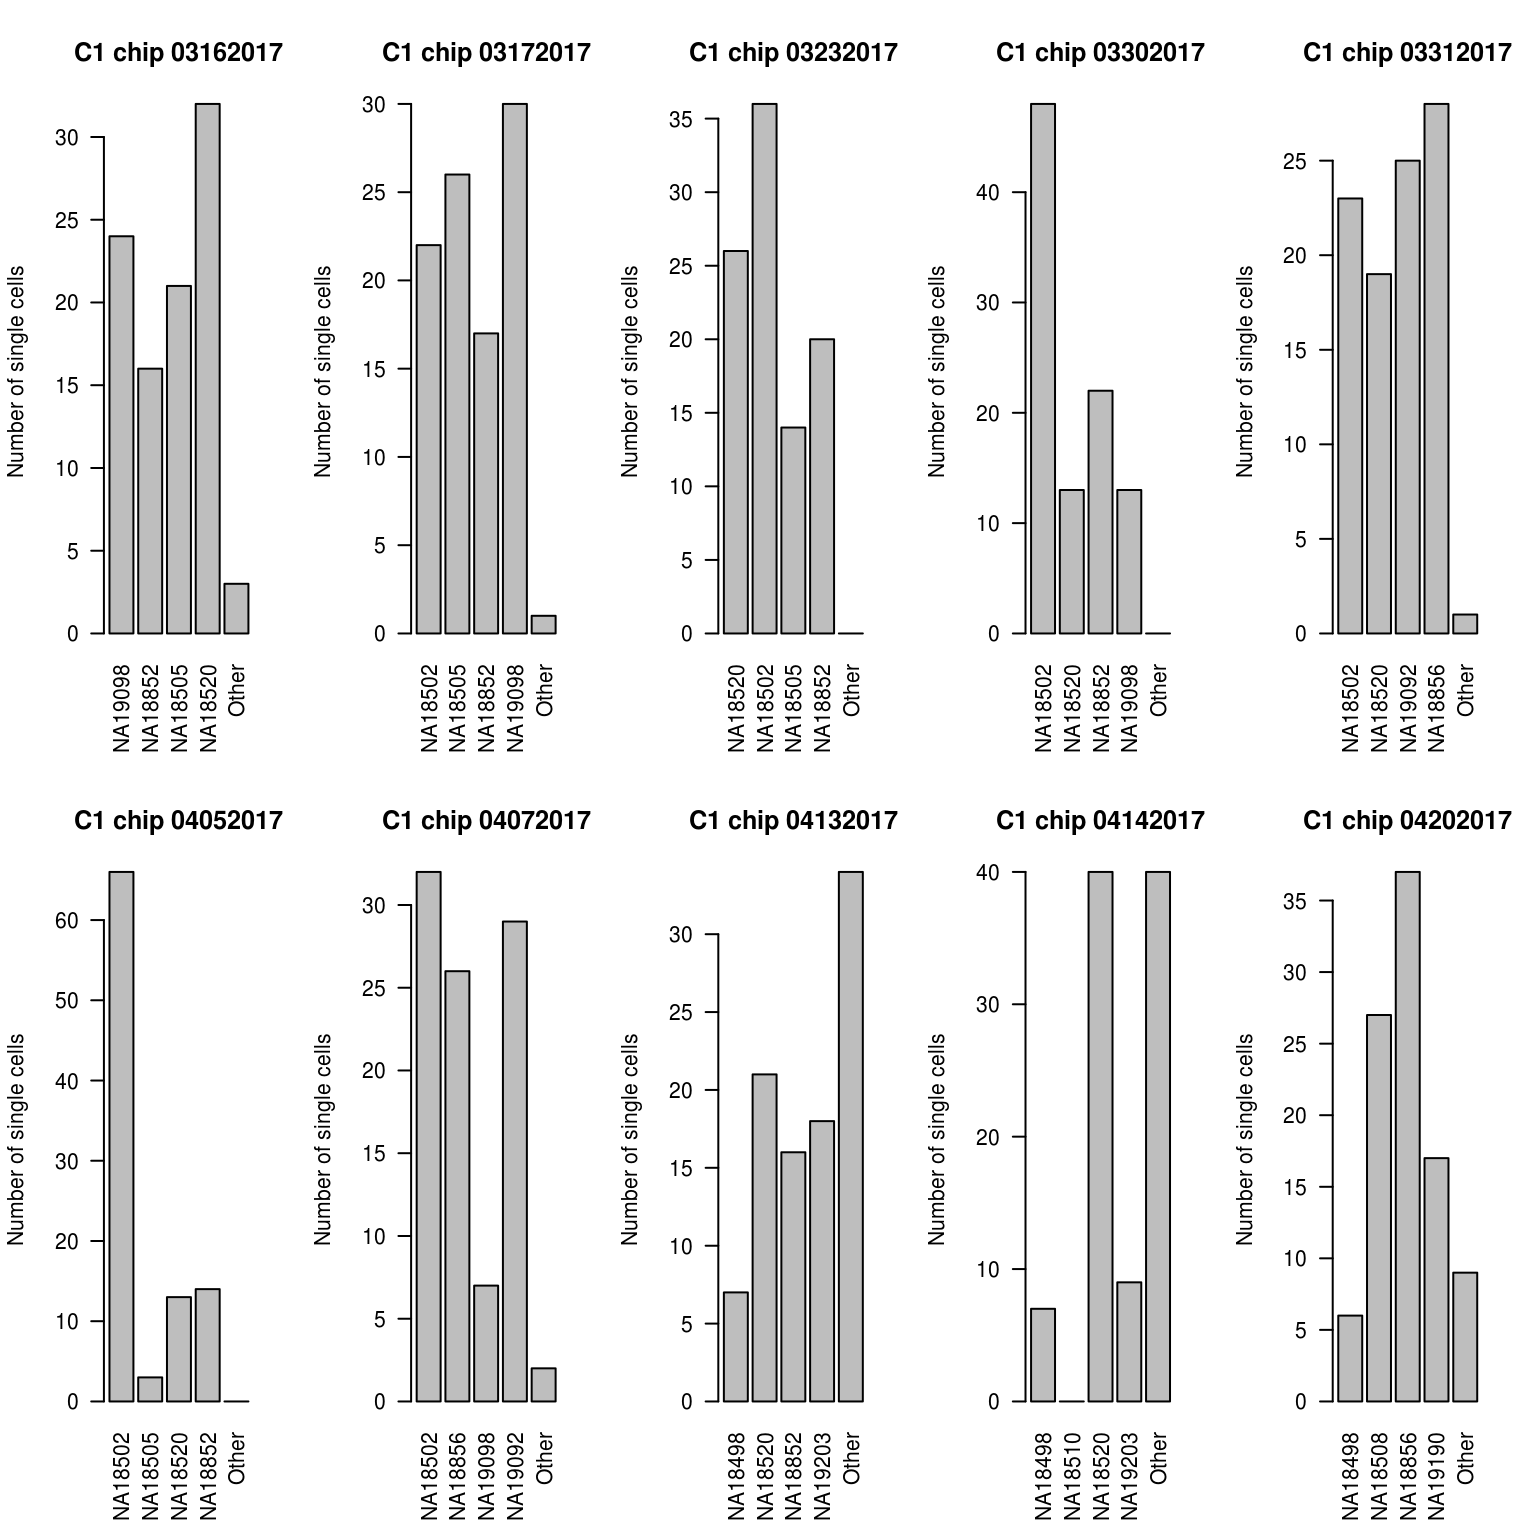 C1 chip 03162017
Number of single cells
30
25
20
15
10
5
0
NA19098
NA18852
NA18505
NA18520
Other
C1 chip 03172017
Number of single cells
30
25
20
15
10
5
0
NA18502
NA18505
NA18852
NA19098
Other
C1 chip 03232017
Number of single cells
35
30
25
20
15
10
5
0
NA18520
NA18502
NA18505
NA18852
Other
C1 chip 03302017
Number of single cells
40
30
20
10
0
NA18502
NA18520
NA18852
NA19098
Other
C1 chip 03312017
Number of single cells
25
20
15
10
5
0
NA18502
NA18520
NA19092
NA18856
Other
C1 chip 04052017
Number of single cells
60
50
40
30
20
10
0
NA18502
NA18505
NA18520
NA18852
Other
C1 chip 04072017
Number of single cells
30
25
20
15
10
5
0
NA18502
NA18856
NA19098
NA19092
Other
C1 chip 04132017
Number of single cells
30
25
20
15
10
5
0
NA18498
NA18520
NA18852
NA19203
Other
C1 chip 04142017
Number of single cells
40
30
20
10
0
NA18498
NA18510
NA18520
NA19203
Other
C1 chip 04202017
Number of single cells
35
30
25
20
15
10
5
0
NA18498
NA18508
NA18856
NA19190
Other